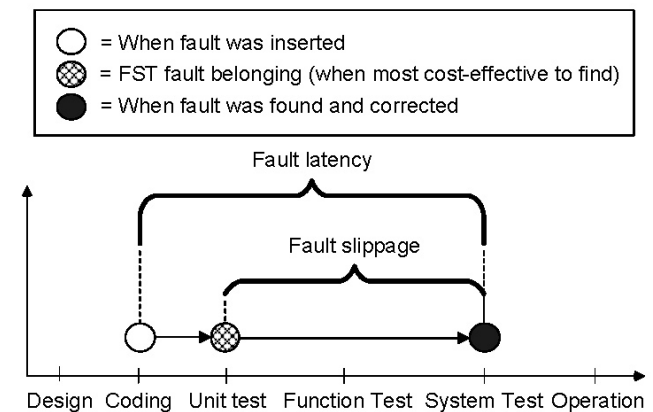 = When fault was inserted
= FST fault belonging (when most cost-effective to find)
= When fault was found and corrected
Fault latency
Fault slippage
Design Coding Unit test Function Test System Test Operation